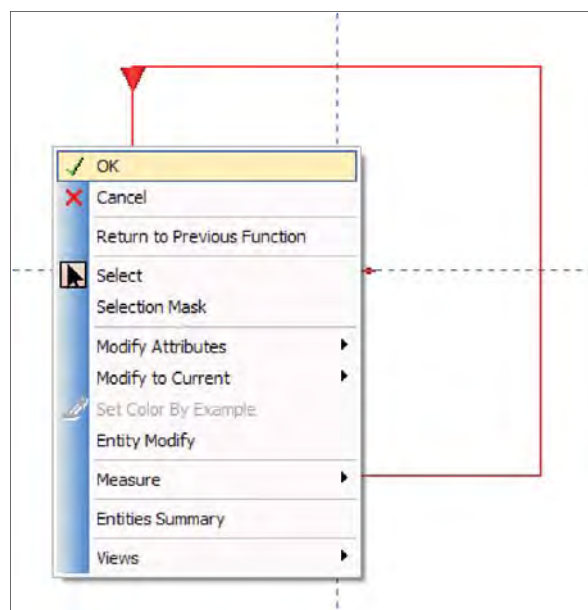 OK
Cancel
Return to Previous Function
Select
Selection Mask
Modify Attributes
Modify to Current
Set Color By Example
Entity Modify
Measure
Entities Summary
Views